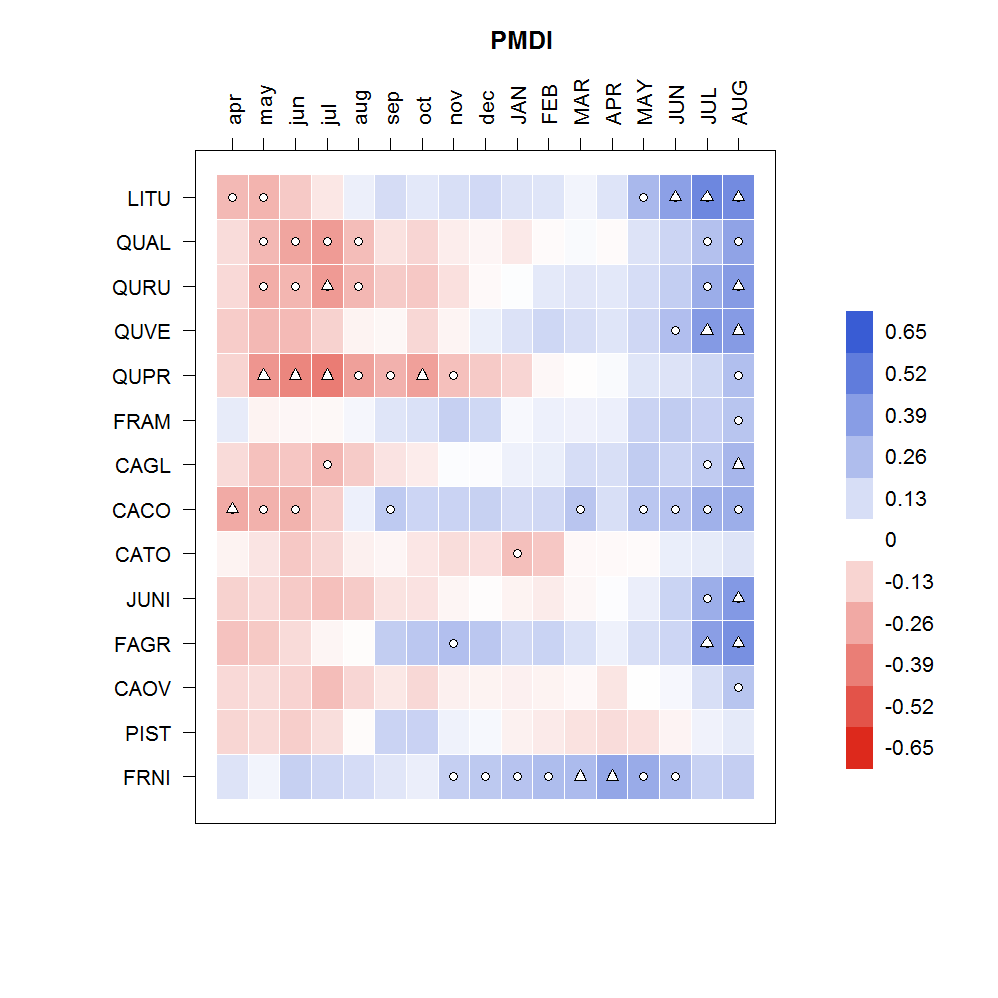 PMDI
apr may jun jul aug sep oct nov dec JAN FEB MAR APR MAY JUN JUL AUG
LITU
QUAL
QURU
QUVE
QUPR
FRAM
CAGL
CACO
CATO
JUNI
FAGR
CAOV
PIST
FRNI
0.65
0.52
0.39
0.26
0.13
0
-0.13
-0.26
-0.39
-0.52
-0.65